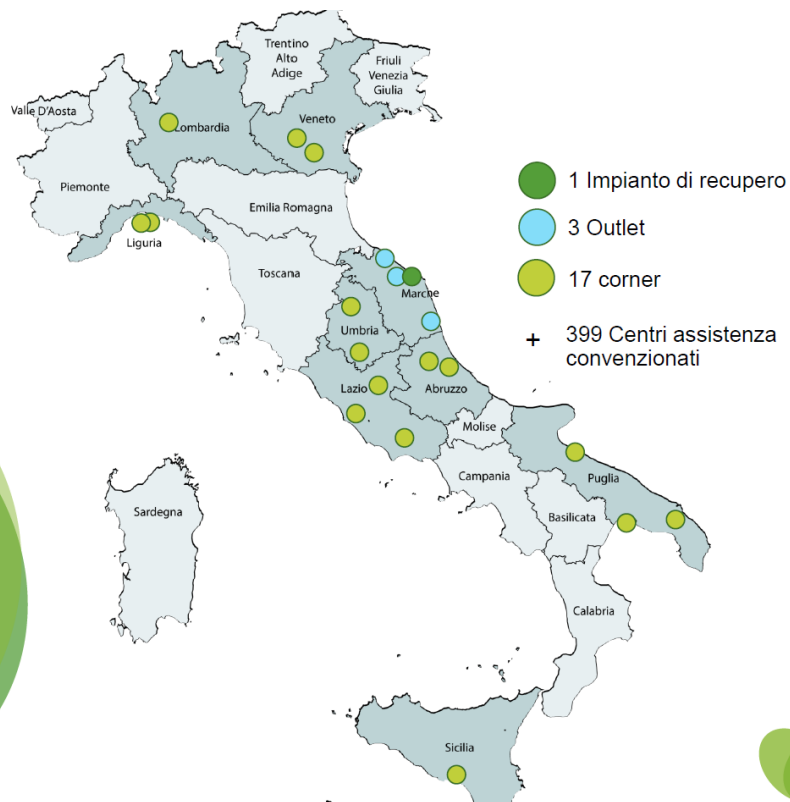 Trentino
Alto
Adige
Friuli
Venezia
Giulia
Valle D'Aosta
Lombardia
Veneto
Piemonte
Emilia Romagna
Liguria
Toscana
Marche
Umbria
Lazio
Abruzzo
Molise
Campania
Puglia
Basilicata
Sardegna
Calabria
Sicilia
1 Impianto di recupero
3 Outlet
17 corner
+ 399 Centri assistenza
convenzionati